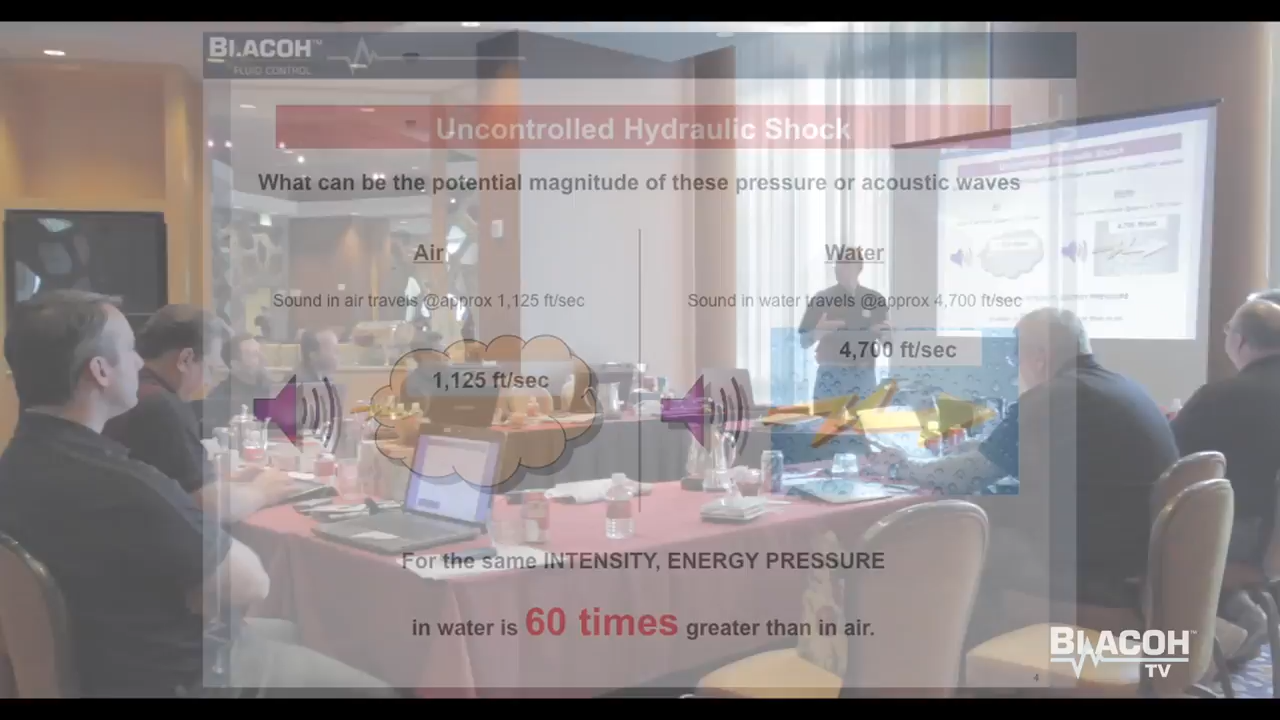 BLACOH™
FLUID CONTROL
Uncontrolled Hydraulic Shock
What can be the potential magnitude of these pressure or acoustic waves
Air
Water
Sound in air travels @approx 1,125 ft/sec
Sound in water travels @approx 4,700 ft/sec
1,125 ft/sec
4,700 ft/sec
For the same INTENSITY, ENERGY PRESSURE
in water is 60 times greater than in air.
4
BLACOH™
TV